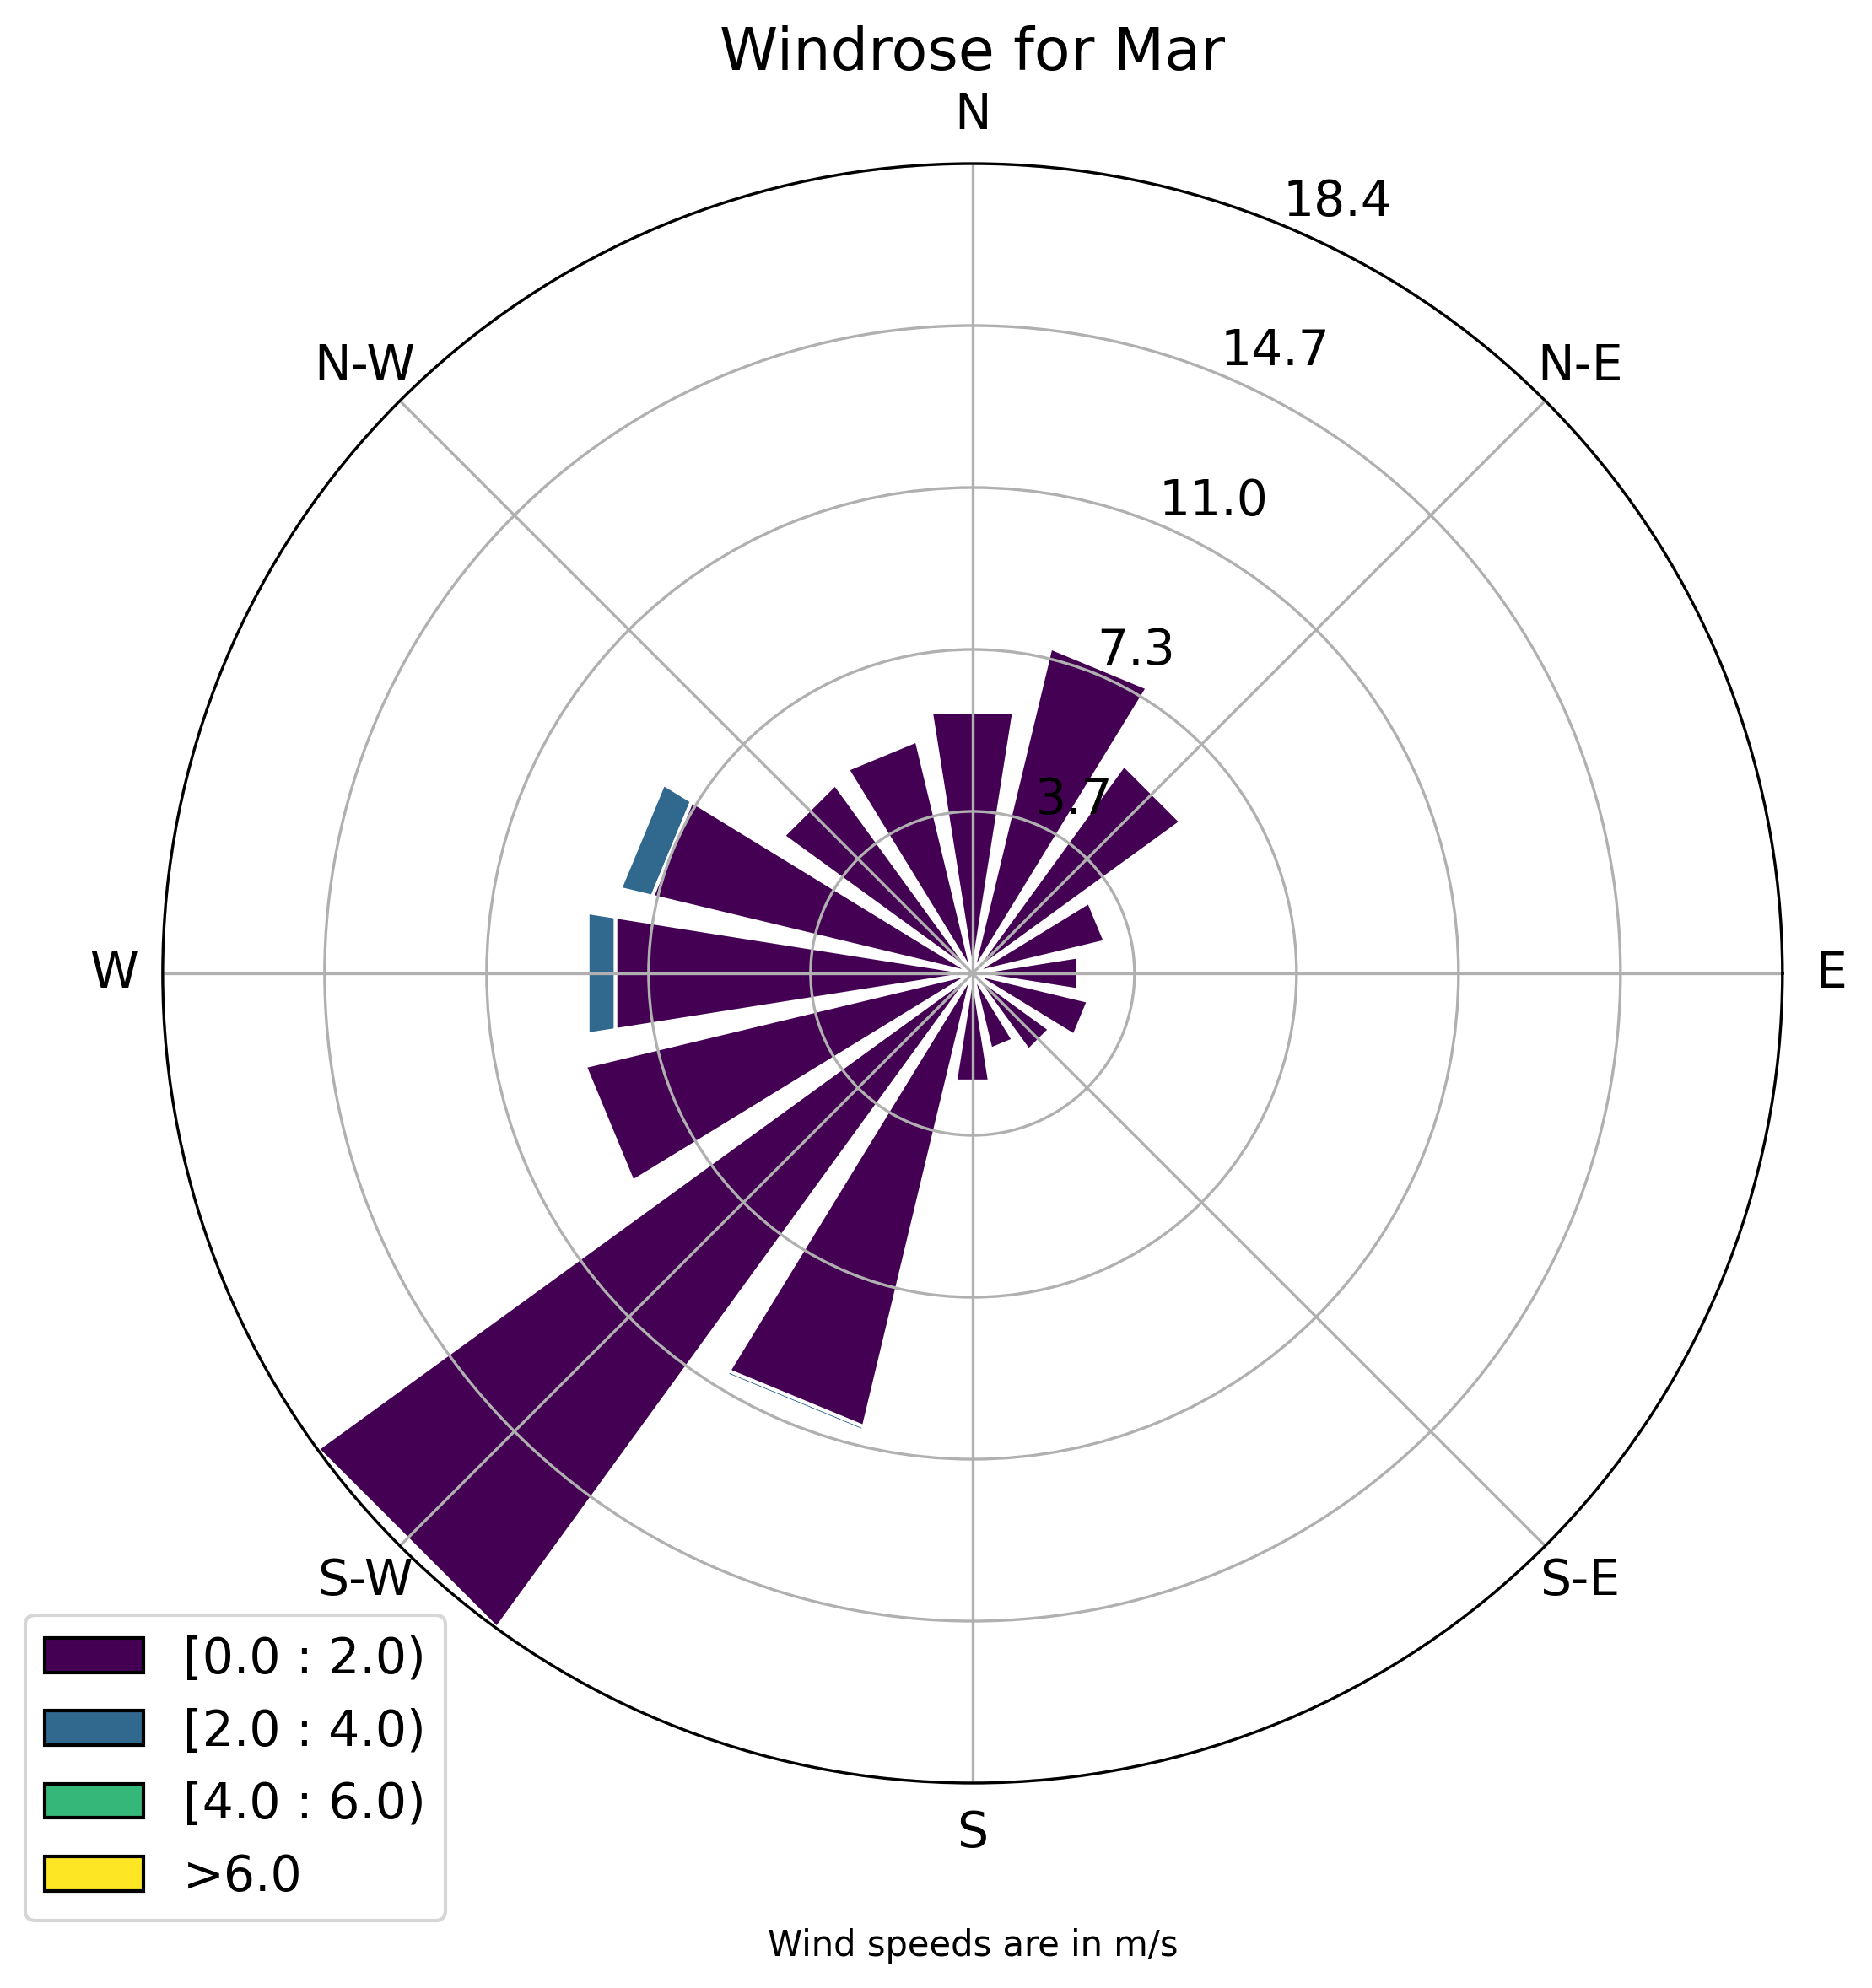 Windrose for Mar
N
18.4
14.7
N-W
N-E
11.0
7.3
3.7
W
E
S-W
S-E
[0.0 : 2.0)
[2.0 : 4.0)
[4.0 : 6.0)
S
>6.0
Wind speeds are in m/s